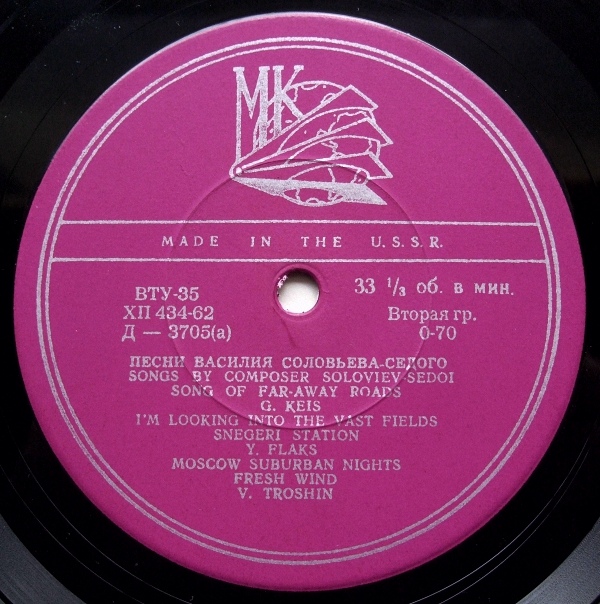 МК
MADE IN THE U.S.S.R.
ВТУ-35
33 1/3 об. в мин.
ХП 434-62
Вторая гр.
Д — 3705(а)
0-70
ПЕСНИ ВАСИЛИЯ СОЛОВЬЕВА-СЕДОГО
SONGS BY COMPOSER SOLOVIEV-SEDOI
SONG OF FAR-AWAY ROADS
G. KEIS
I'M LOOKING INTO THE VAST FIELDS
SNEGERI STATION
Y. FLAKS
MOSCOW SUBURBAN NIGHTS
FRESH WIND
V. TROSHIN